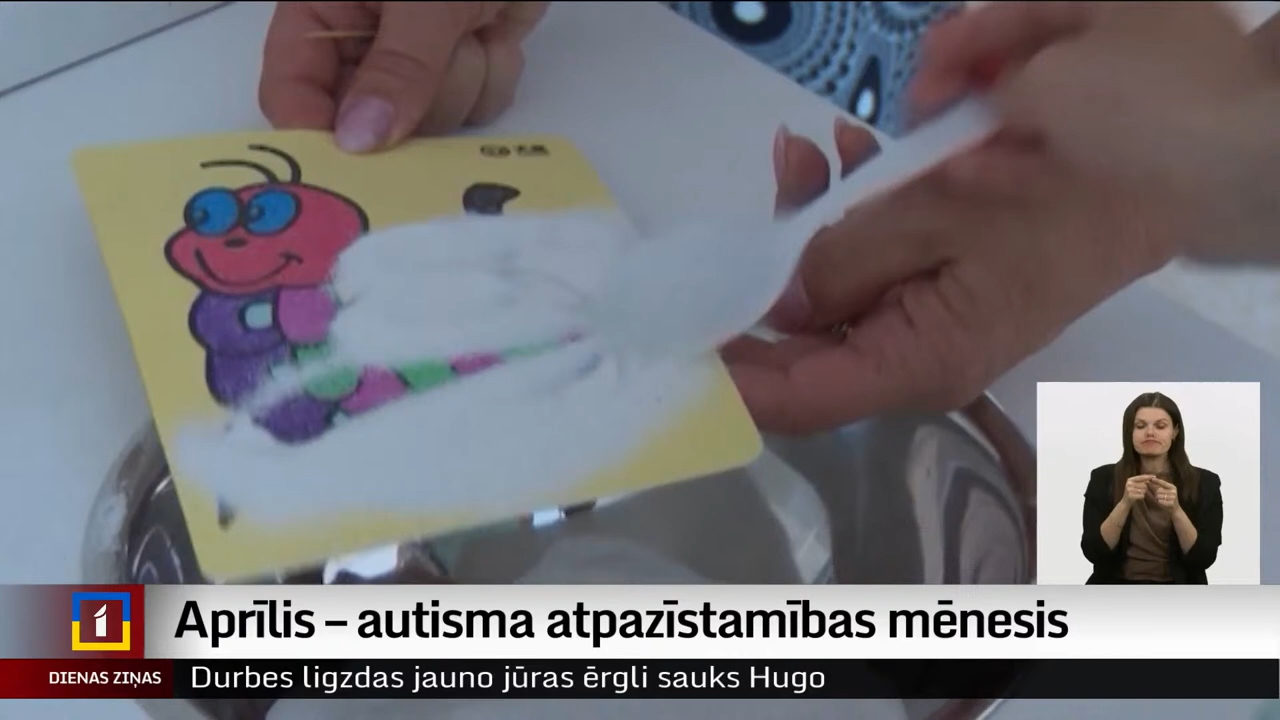 Aprīlis – autisma atpazīstamības mēnesis
1
DIENAS ZIŅAS
Durbes ligzdas jauno jūras ērgli sauks Hugo